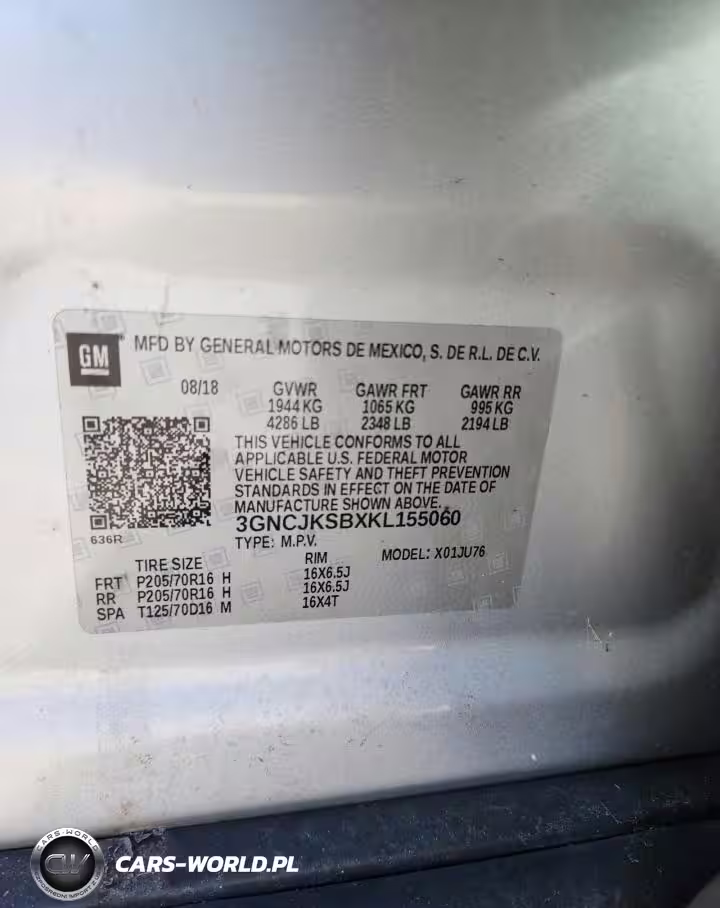 GM
MFD BY GENERAL MOTORS DE MEXICO, S. DE R.L. DE C.V.
08/18 GVWR GAWR FRT GAWR RR
1944 KG 1065 KG 995 KG
4286 LB 2348 LB 2194 LB
THIS VEHICLE CONFORMS TO ALL
APPLICABLE U.S. FEDERAL MOTOR
VEHICLE SAFETY AND THEFT PREVENTION
STANDARDS IN EFFECT ON THE DATE OF
MANUFACTURE SHOWN ABOVE.
3GNCJKSBXKL155060
636R
TYPE: M.P.V. MODEL: X01JU76
TIRE SIZE RIM
FRT P205/70R16 H 16X6.5J
RR P205/70R16 H 16X6.5J
SPA T125/70D16 M 16X4T
CARS-WORLD
CARS-WORLD.PL